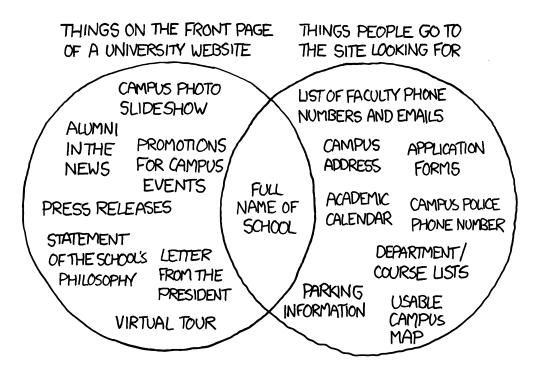 THINGS ON THE FRONT PAGE
OF A UNIVERSITY WEBSITE
THINGS PEOPLE GO TO
THE SITE LOOKING FOR
CAMPUS PHOTO
SLIDESHOW
ALUMNI
IN THE
NEWS
PROMOTIONS
FOR CAMPUS
EVENTS
PRESS RELEASES
STATEMENT
OF THE SCHOOL'S
PHILOSOPHY
LETTER
FROM THE
PRESIDENT
VIRTUAL TOUR
FULL
NAME OF
SCHOOL
LIST OF FACULTY PHONE
NUMBERS AND EMAILS
CAMPUS
ADDRESS
APPLICATION
FORMS
ACADEMIC
CALENDAR
CAMPUS POLICE
PHONE NUMBER
DEPARTMENT/
COURSE LISTS
PARKING
INFORMATION
USABLE
CAMPUS
MAP